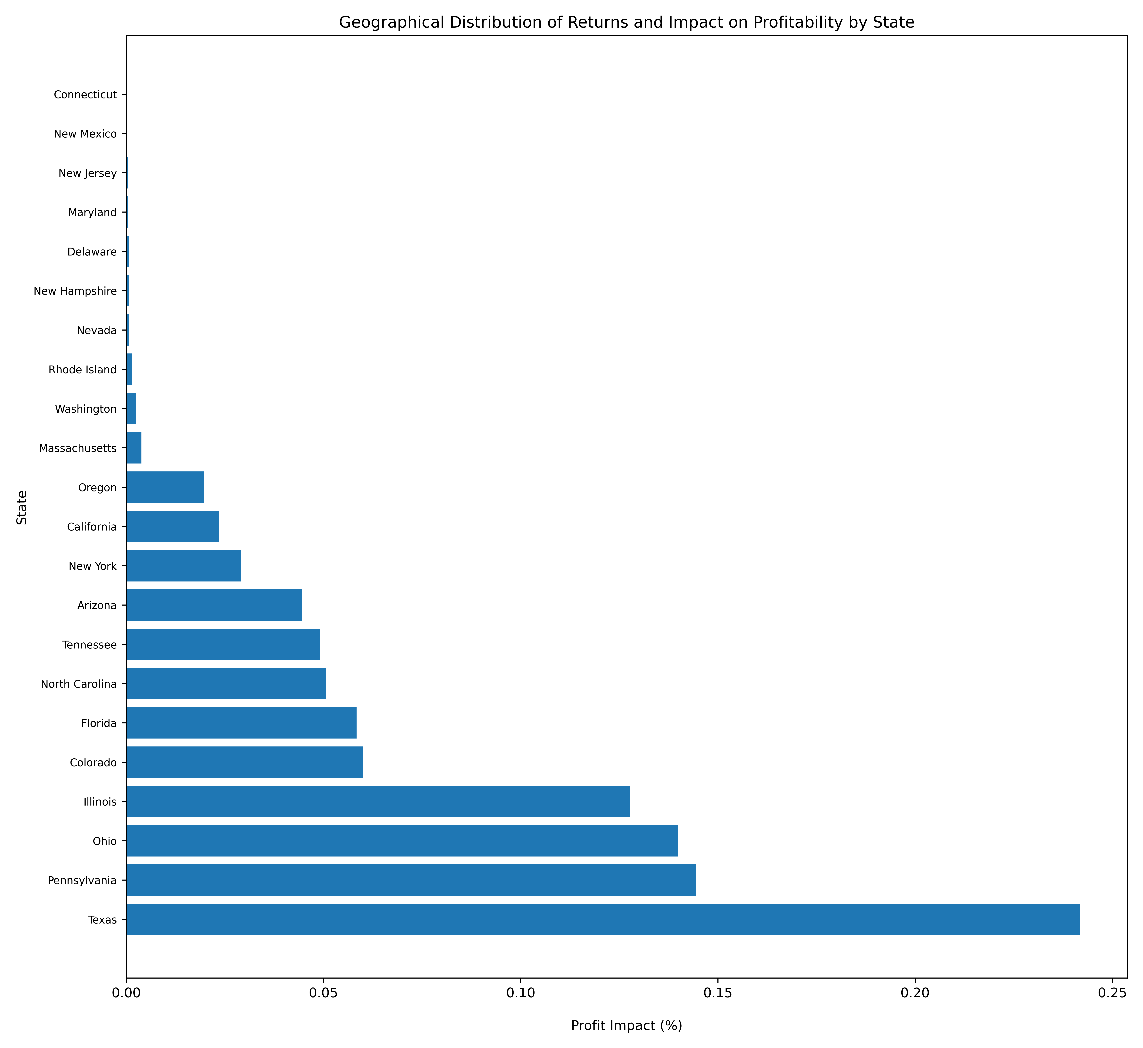 Geographical Distribution of Returns and Impact on Profitability by State
Connecticut
New Mexico
New Jersey
Maryland
Delaware
New Hampshire
Nevada
Rhode Island
Washington
Massachusetts
Oregon
California
New York
Arizona
Tennessee
North Carolina
Florida
Colorado
Illinois
Ohio
Pennsylvania
Texas
State
0.00 0.05 0.10 0.15 0.20 0.25
Profit Impact (%)